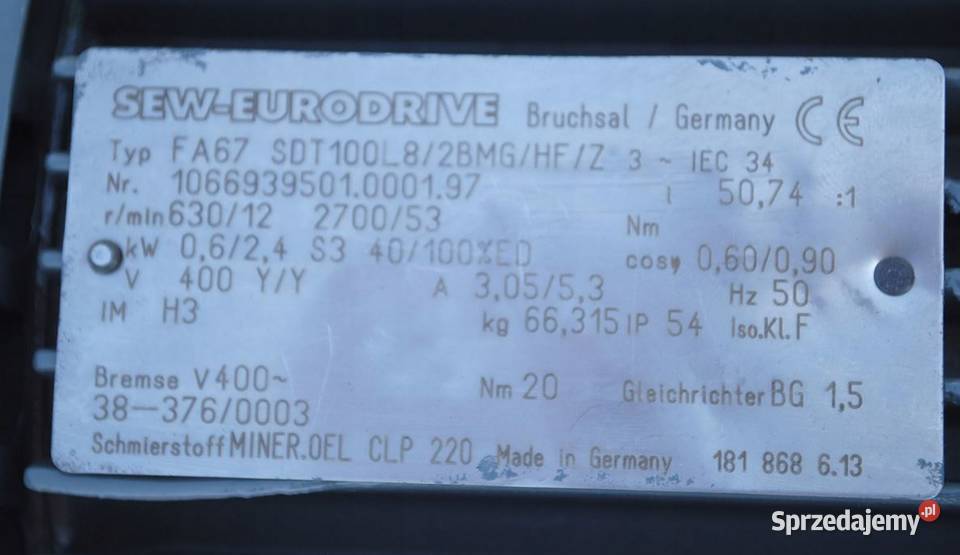 SEW-EURODRIVE Bruchsal / Germany CE
Typ FA67 SDT100L8/2BMG/HF/Z 3 ~ IEC 34
Nr. 1066939501.0001.97 i 50,74 :1
r/min 630/12 2700/53 Nm
kW 0,6/2,4 S3 40/100%ED cosφ 0,60/0,90
V 400 Y/Y A 3,05/5,3 Hz 50
IM H3 kg 66,315 IP 54 Iso.Kl.F
Bremse V400~ Nm 20 Gleichrichter BG 1,5
38-376/0003
Schmierstoff MINER.OEL CLP 220 Made in Germany 181 868 6.13
Sprzedajemy.pl